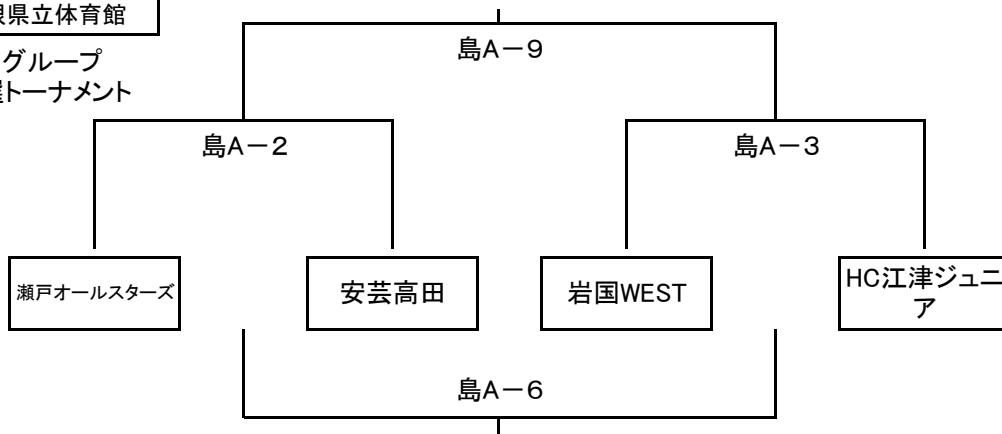 県立体育館
グループ
トーナメント
島A－9
島A－2
島A－3
瀬戸オールスターズ
安芸高田
岩国WEST
HC江津ジュニ
ア
島A－6